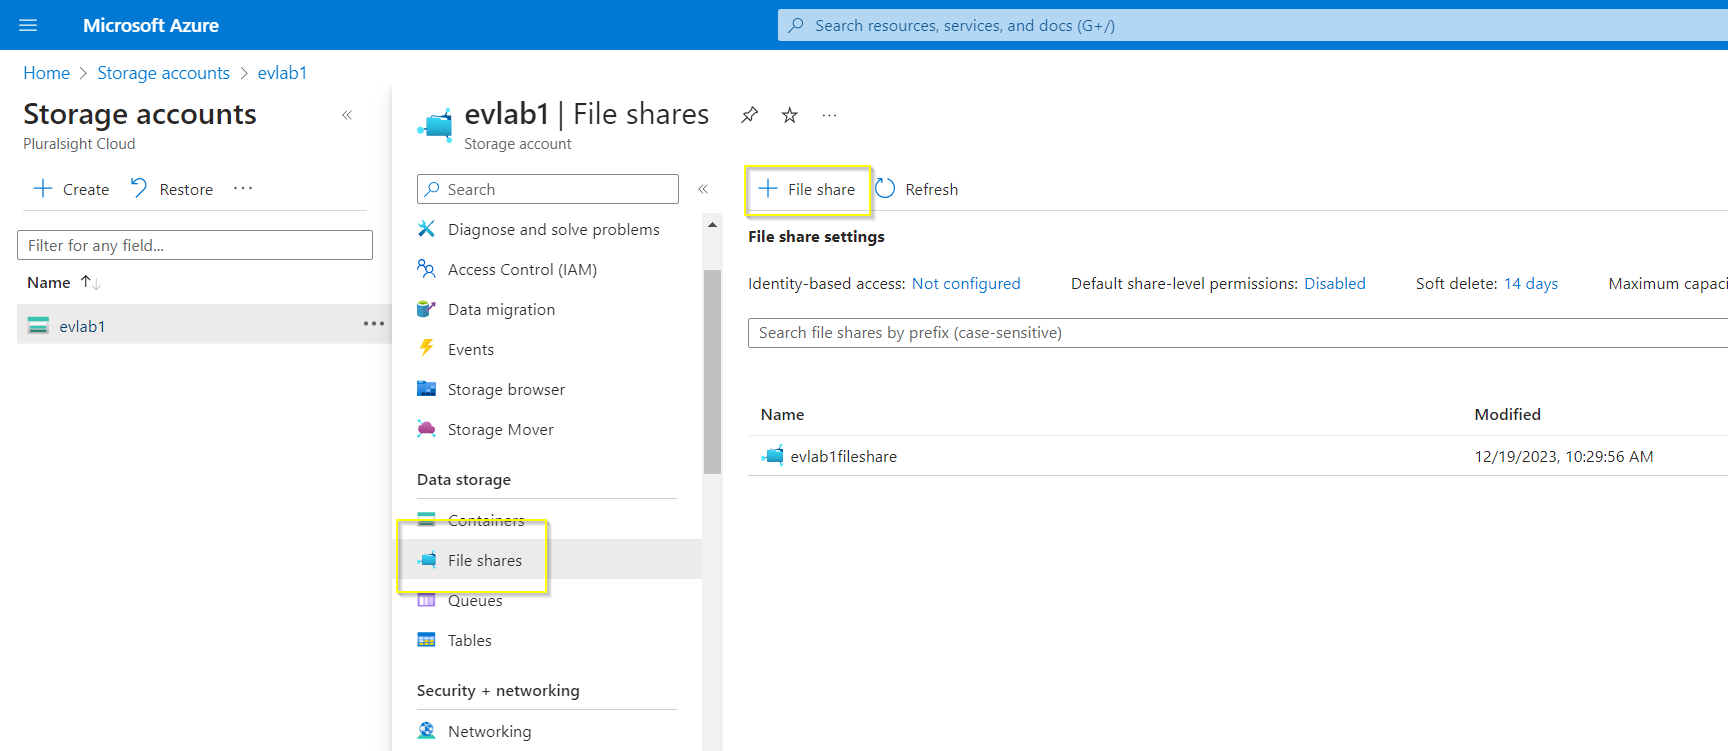 Microsoft Azure
Search resources, services, and docs (G+/)
Home > Storage accounts > evlab1
Storage accounts
Pluralsight Cloud
Create Restore ...
Filter for any field...
Name
evlab1 ...
evlab1 | File shares ...
Storage account
Search
Diagnose and solve problems
Access Control (IAM)
Data migration
Events
Storage browser
Storage Mover
Data storage
Containers
File shares
Queues
Tables
Security + networking
Networking
File share Refresh
File share settings
Identity-based access: Not configured Default share-level permissions: Disabled Soft delete: 14 days Maximum capaci
Search file shares by prefix (case-sensitive)
Name Modified
evlab1fileshare 12/19/2023, 10:29:56 AM